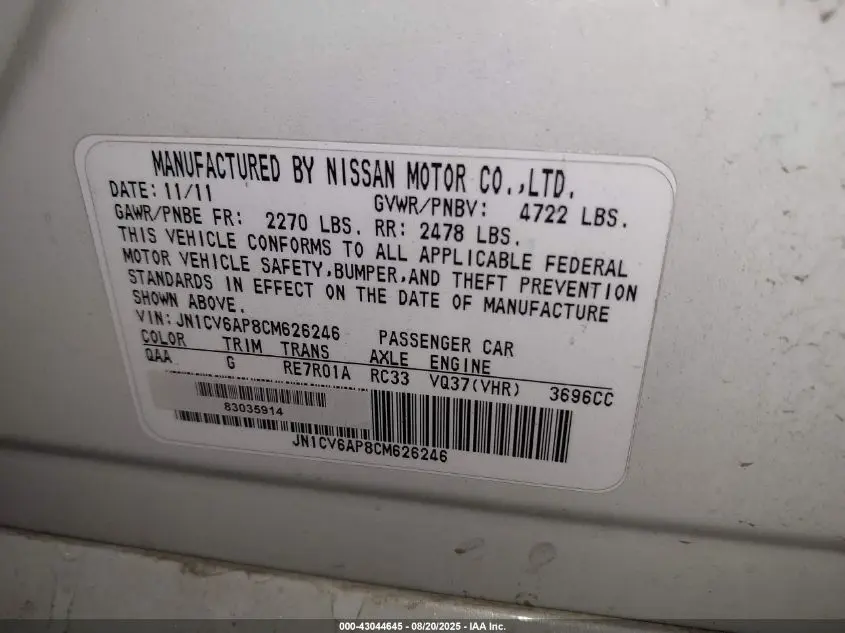 MANUFACTURED BY NISSAN MOTOR CO.,LTD.
DATE: 11/11 GVWR/PNBV: 4722 LBS.
GAWR/PNBE FR: 2270 LBS. RR: 2478 LBS.
THIS VEHICLE CONFORMS TO ALL APPLICABLE FEDERAL
MOTOR VEHICLE SAFETY,BUMPER,AND THEFT PREVENTION
STANDARDS IN EFFECT ON THE DATE OF MANUFACTURE
SHOWN ABOVE.
VIN: JN1CV6AP8CM626246 PASSENGER CAR
COLOR TRIM TRANS AXLE ENGINE
QAA G RE7R01A RC33 VQ37(VHR) 3696CC
83035914
JN1CV6AP8CM626246
000-43044645 - 08/20/2025 - IAA Inc.